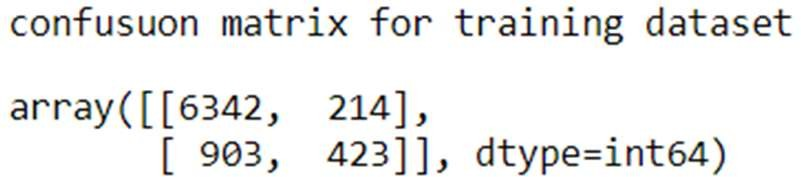 confusuon matrix for training dataset
array([[6342,  214],
       [ 903,  423]], dtype=int64)